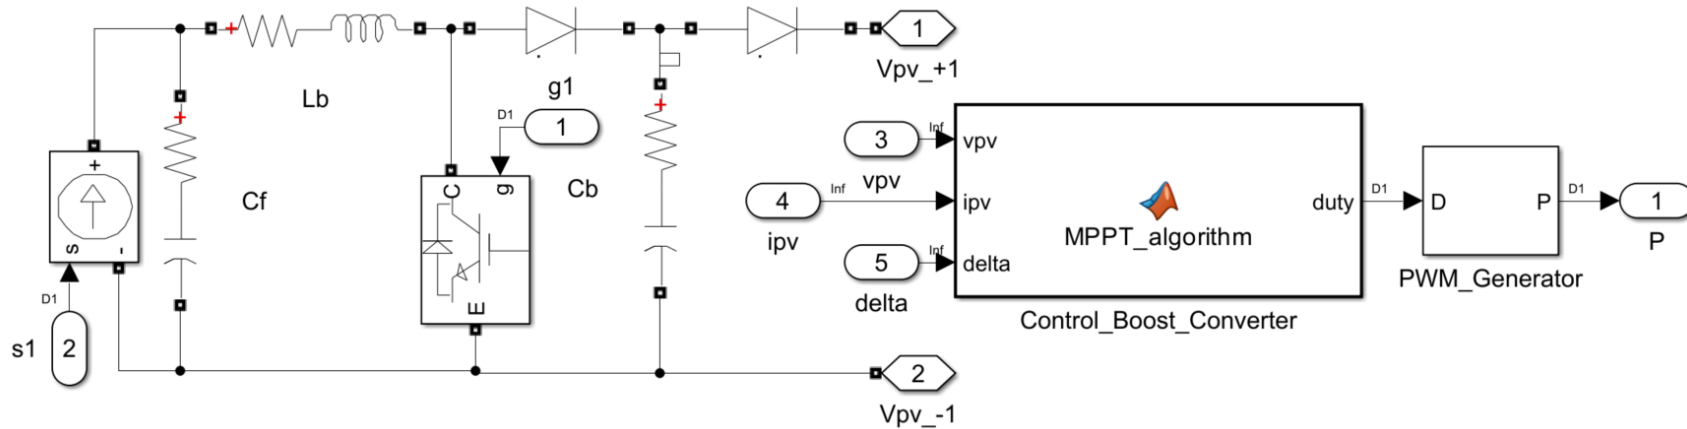 1
Vpv_+1
Lb
g1
D1
1
+
s
-
Cf
C
g
E
Cb
D1
s1
2
3
Inf
vpv
4
Inf
ipv
5
Inf
delta
vpv
ipv
delta
MPPT_algorithm
duty
Control_Boost_Converter
D1
D
P
PWM_Generator
D1
1
P
2
Vpv_-1